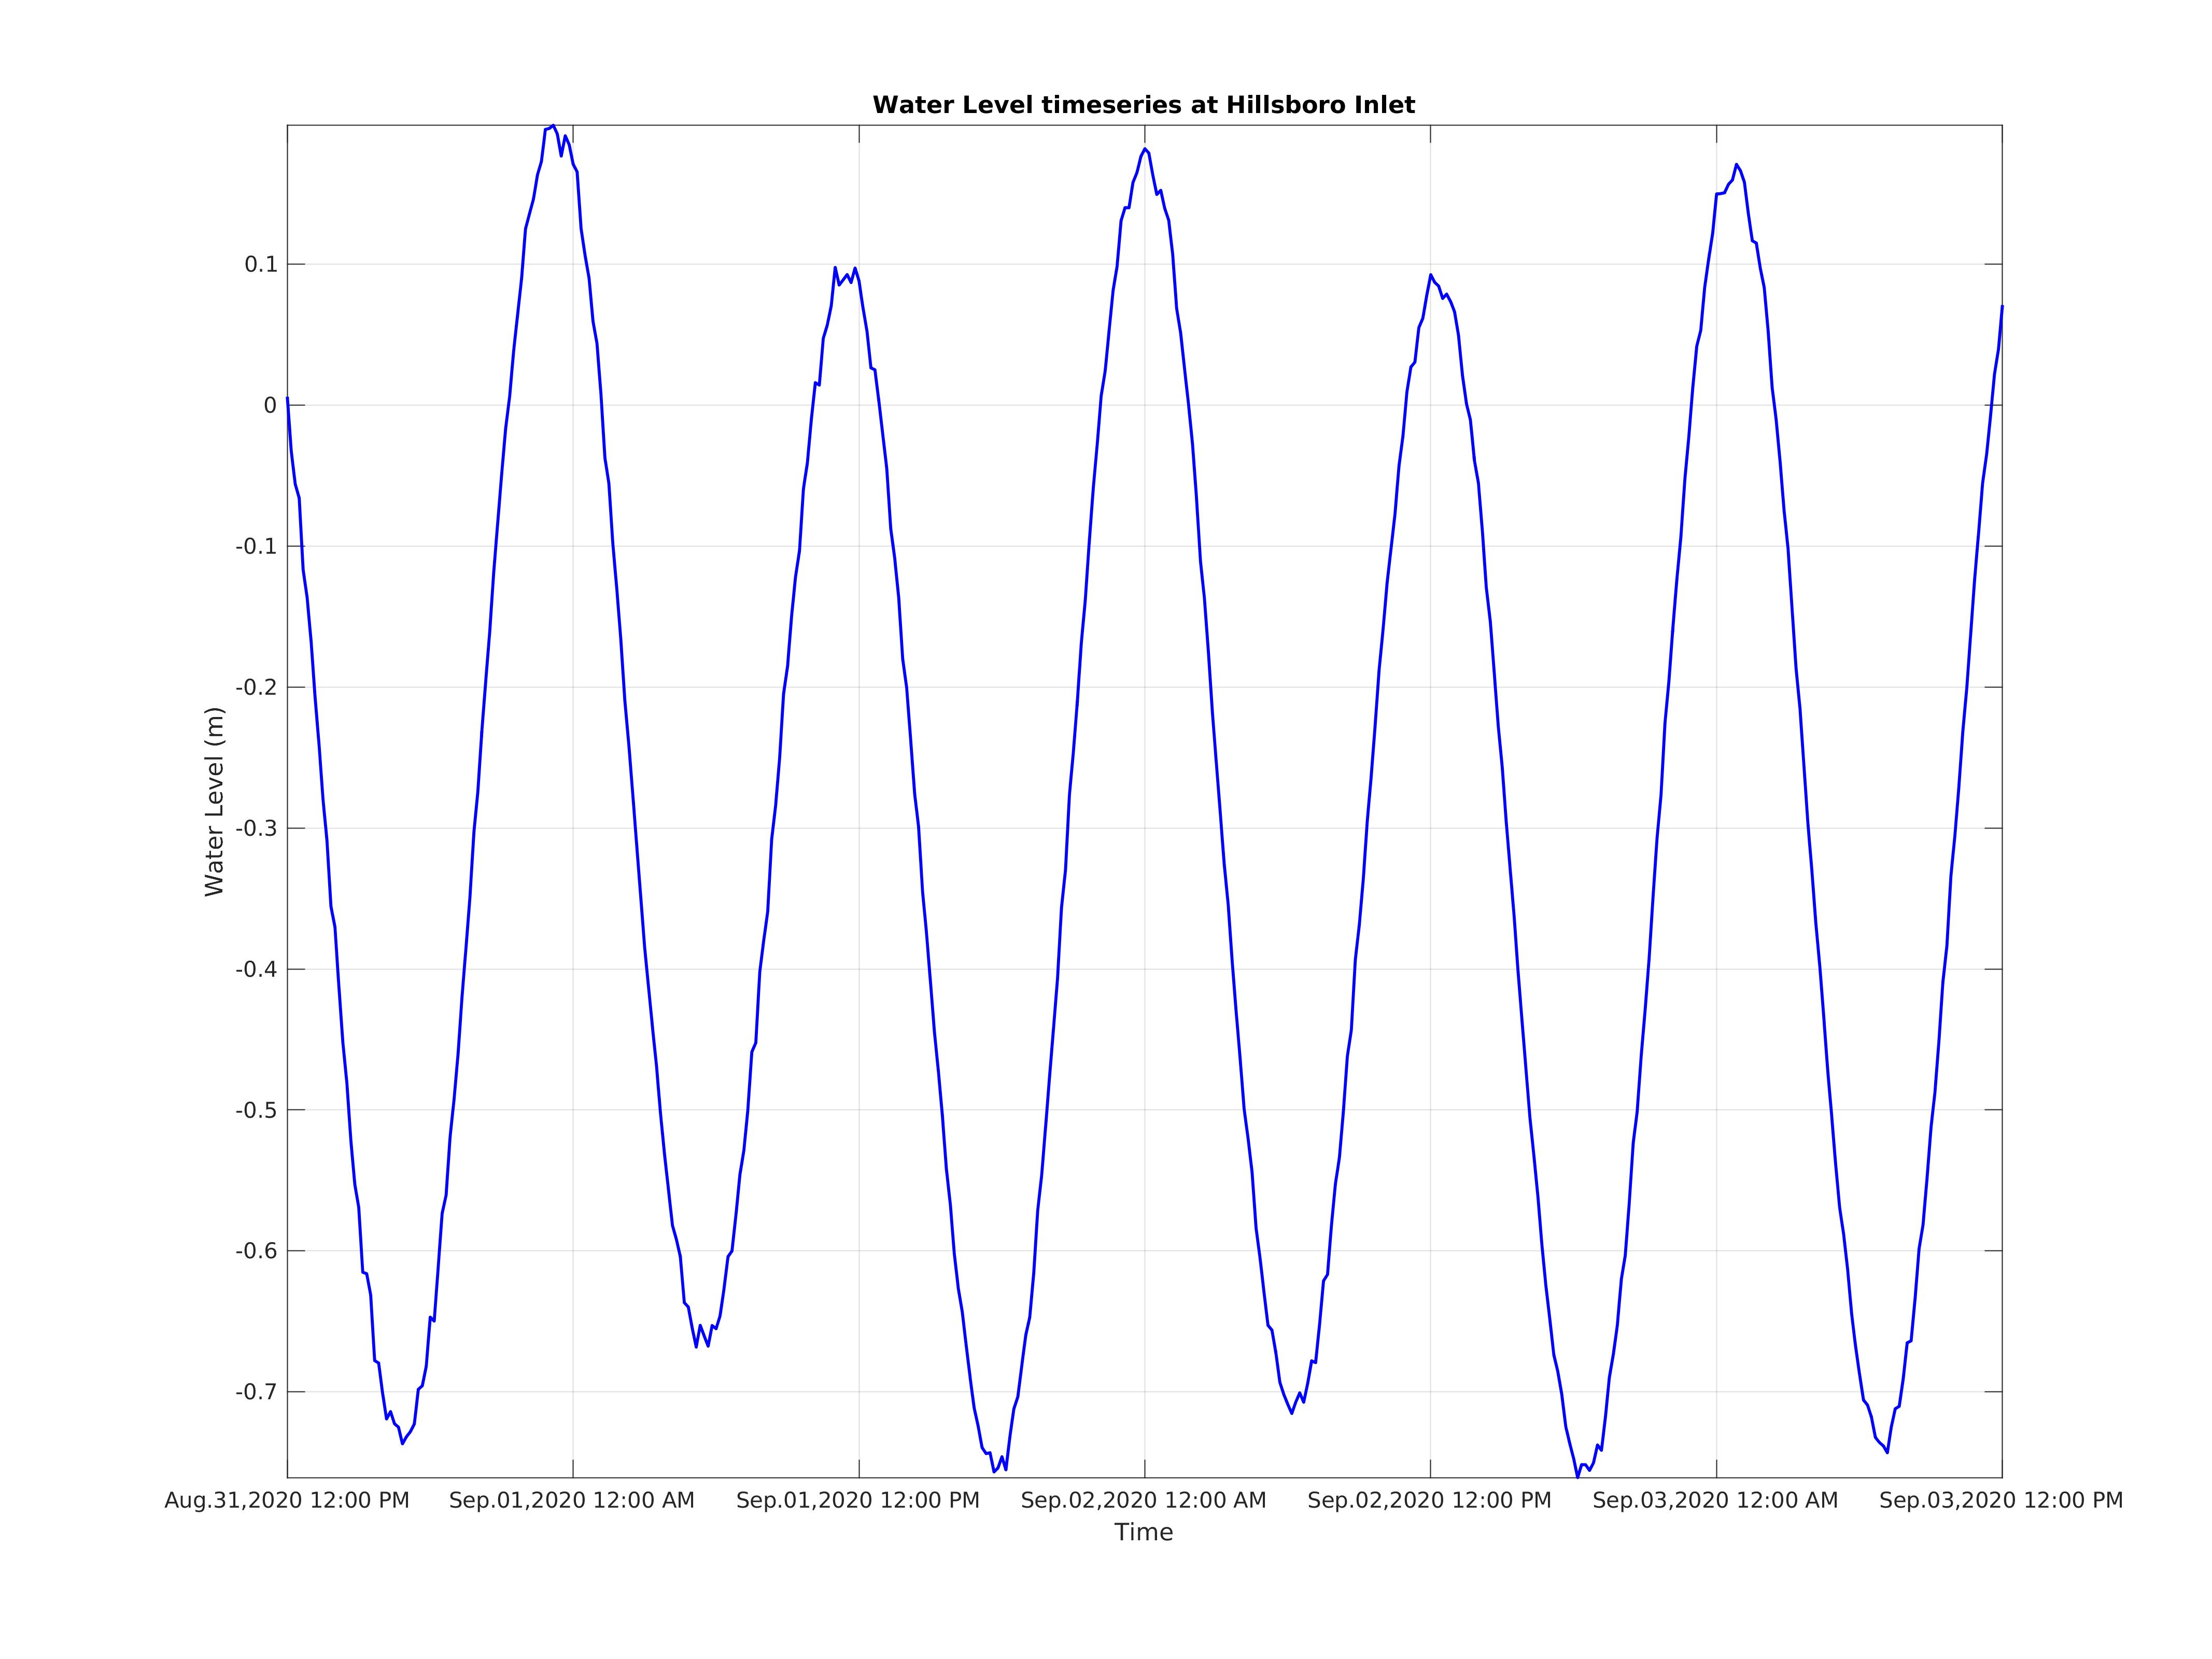 Water Level timeseries at Hillsboro Inlet
0.1
0
-0.1
-0.2
-0.3
-0.4
-0.5
-0.6
-0.7
Water Level (m)
Aug.31,2020 12:00 PM
Sep.01,2020 12:00 AM
Sep.01,2020 12:00 PM
Sep.02,2020 12:00 AM
Sep.02,2020 12:00 PM
Sep.03,2020 12:00 AM
Sep.03,2020 12:00 PM
Time